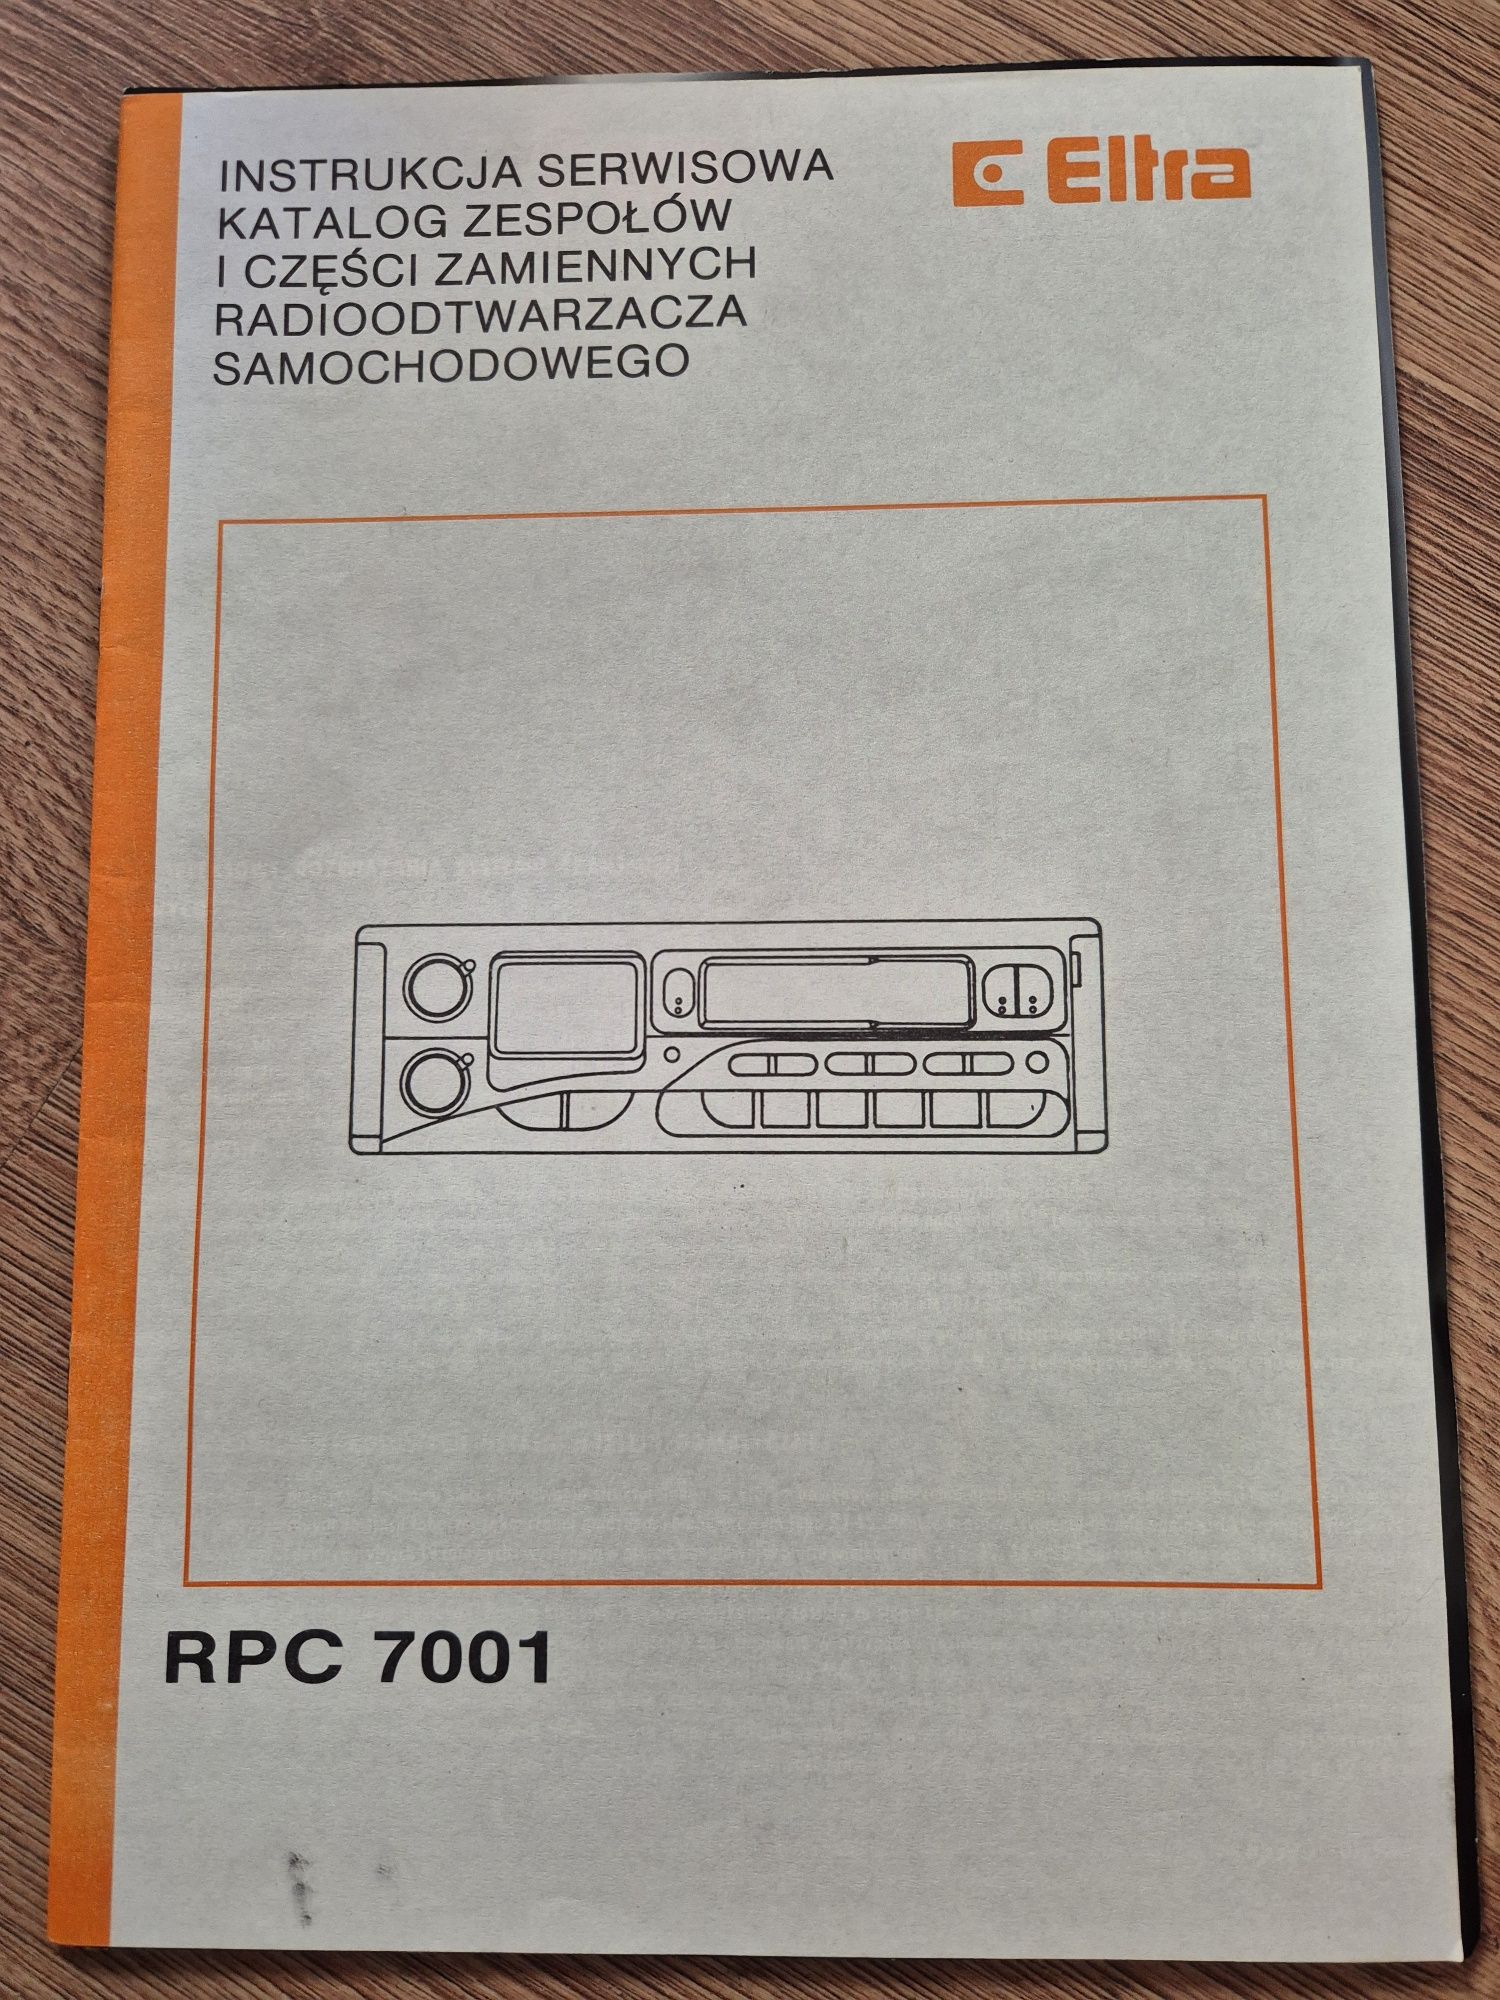 INSTRUKCJA SERWISOWA
KATALOG ZESPOŁÓW
I CZĘŚCI ZAMIENNYCH
RADIOODTWARZACZA
SAMOCHODOWEGO
Eltra
RPC 7001